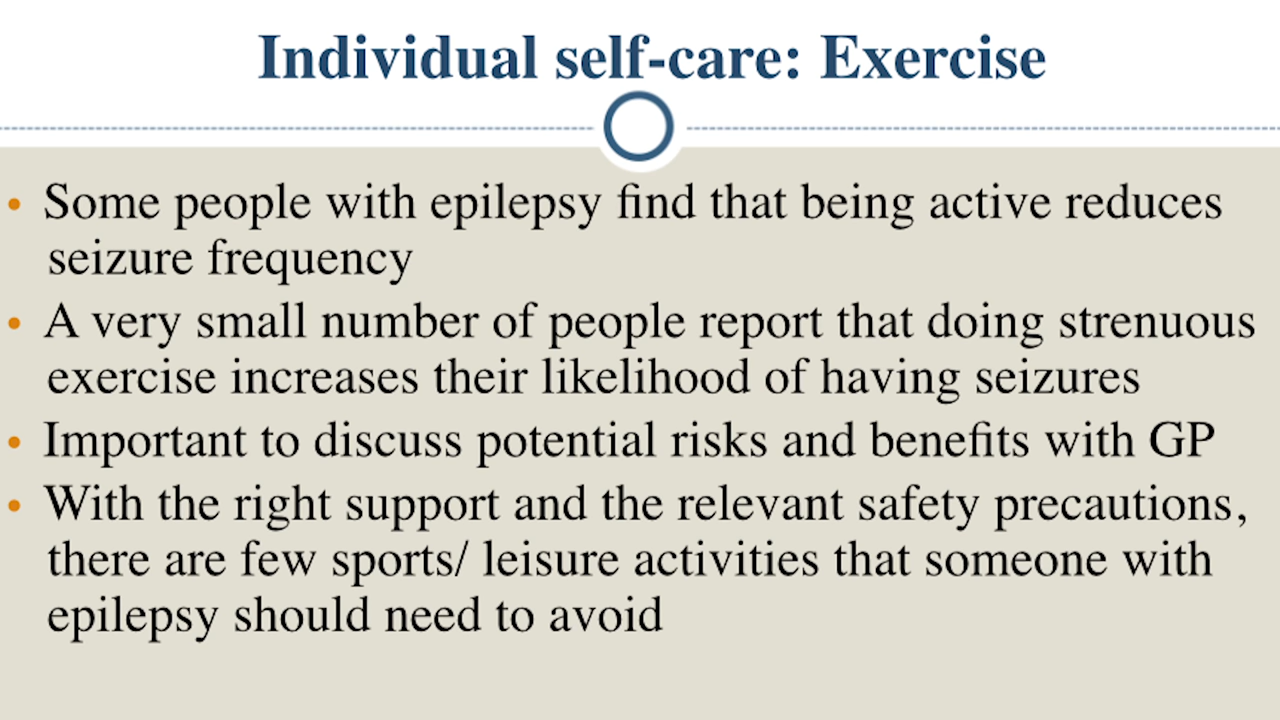 Individual self-care: Exercise
• Some people with epilepsy find that being active reduces
seizure frequency
• A very small number of people report that doing strenuous
exercise increases their likelihood of having seizures
• Important to discuss potential risks and benefits with GP
• With the right support and the relevant safety precautions,
there are few sports/ leisure activities that someone with
epilepsy should need to avoid